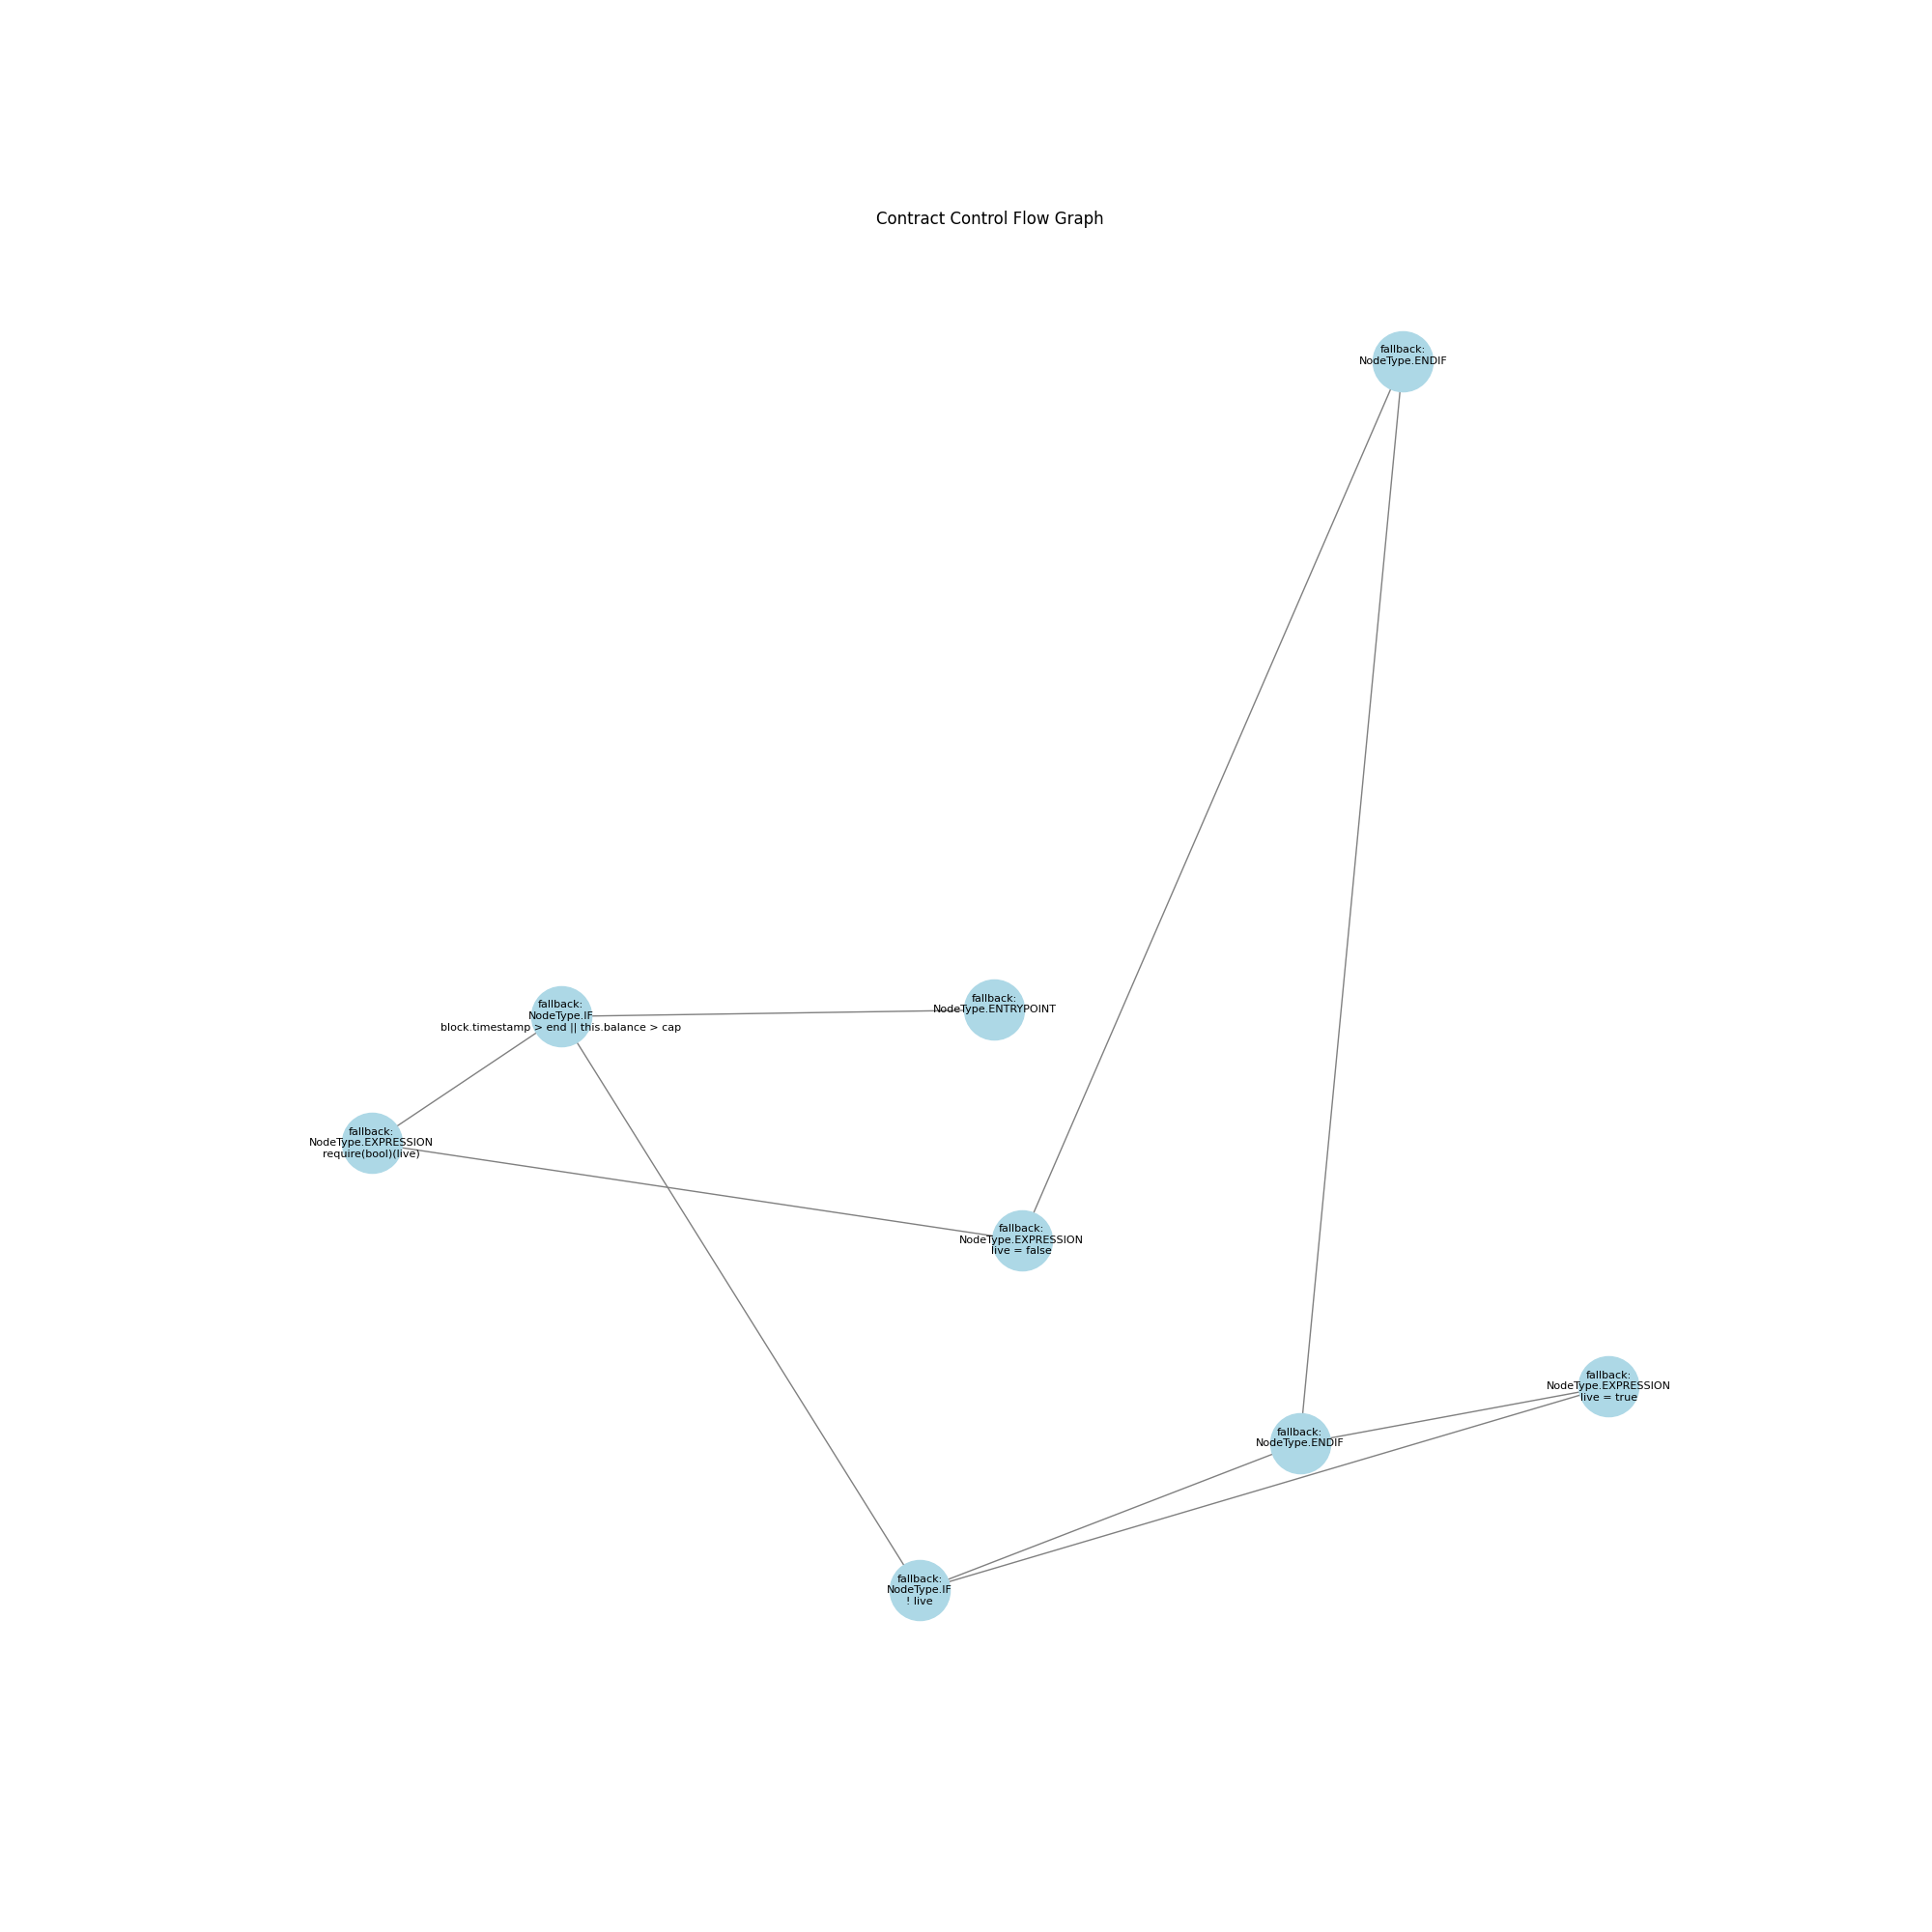 Contract Control Flow Graph
fallback:
NodeType.ENDIF
fallback:
NodeType.IF
block.timestamp > end || this.balance > cap
fallback:
NodeType.ENTRYPOINT
fallback:
NodeType.EXPRESSION
require(bool)(live)
fallback:
NodeType.EXPRESSION
live = false
fallback:
NodeType.EXPRESSION
live = true
fallback:
NodeType.ENDIF
fallback:
NodeType.IF
! live